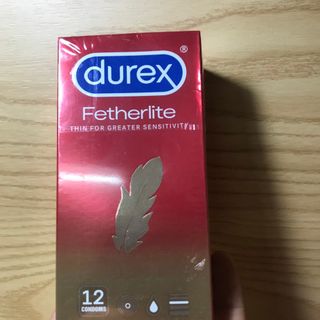 durex®
Fetherlite
THIN FOR GREATER SENSITIVITY
12
CONDOMS